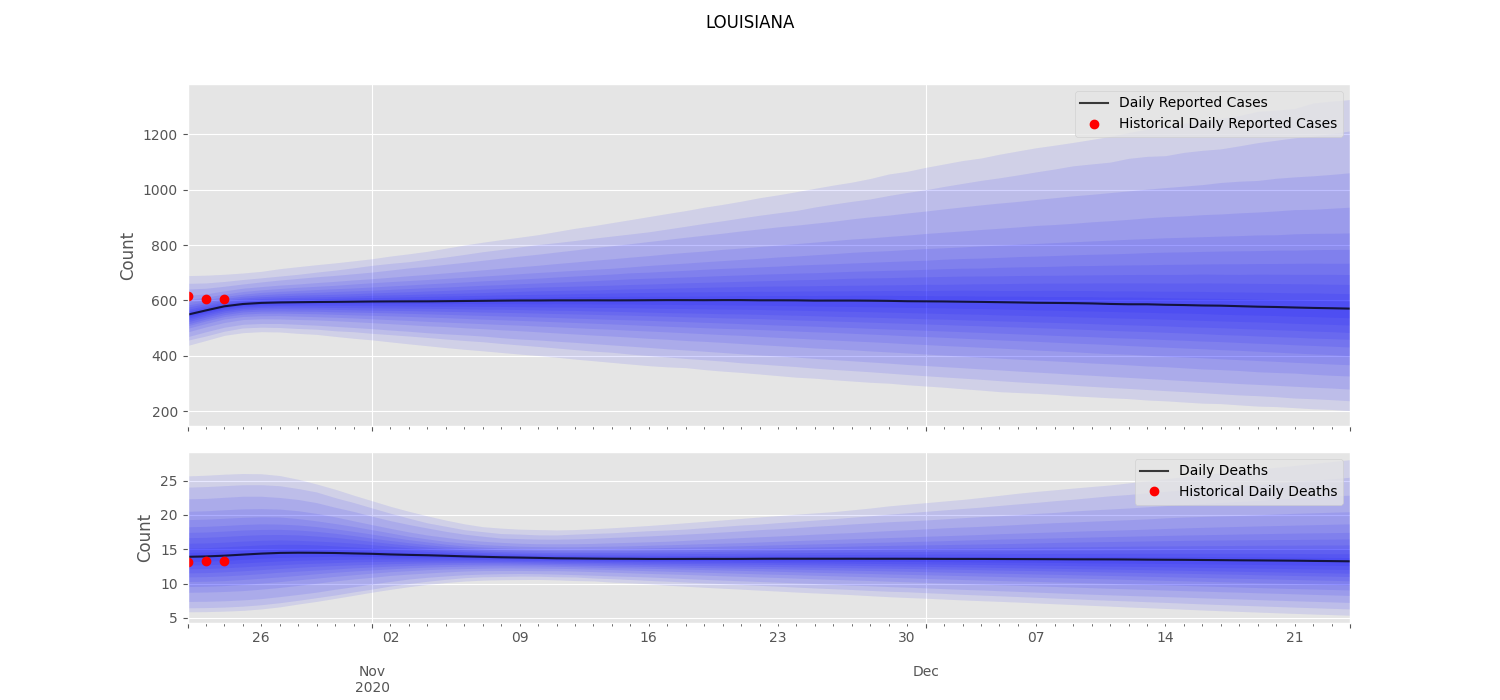 LOUISIANA
Count
1200
1000
800
600
400
200
Daily Reported Cases
Historical Daily Reported Cases
Count
25
20
15
10
5
Daily Deaths
Historical Daily Deaths
26 02 09 16 23 30 07 14 21
Nov Dec
2020